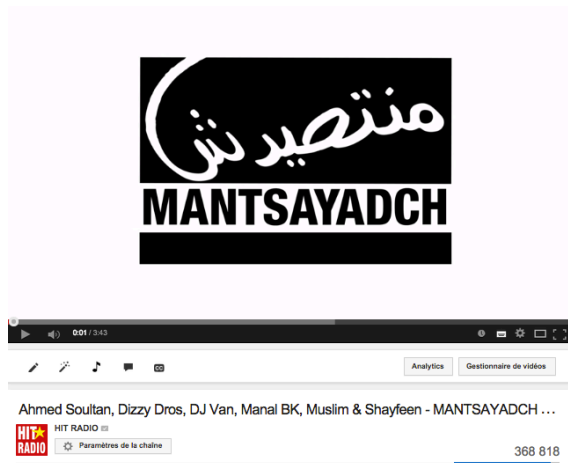 منتصيدش
MANTSAYADCH
0:01 / 3:43
CC
Analytics
Gestionnaire de vidéos
Ahmed Soultan, Dizzy Dros, DJ Van, Manal BK, Muslim & Shayfeen - MANTSAYADCH ...
HIT RADIO
HIT RADIO
Paramètres de la chaîne
368 818